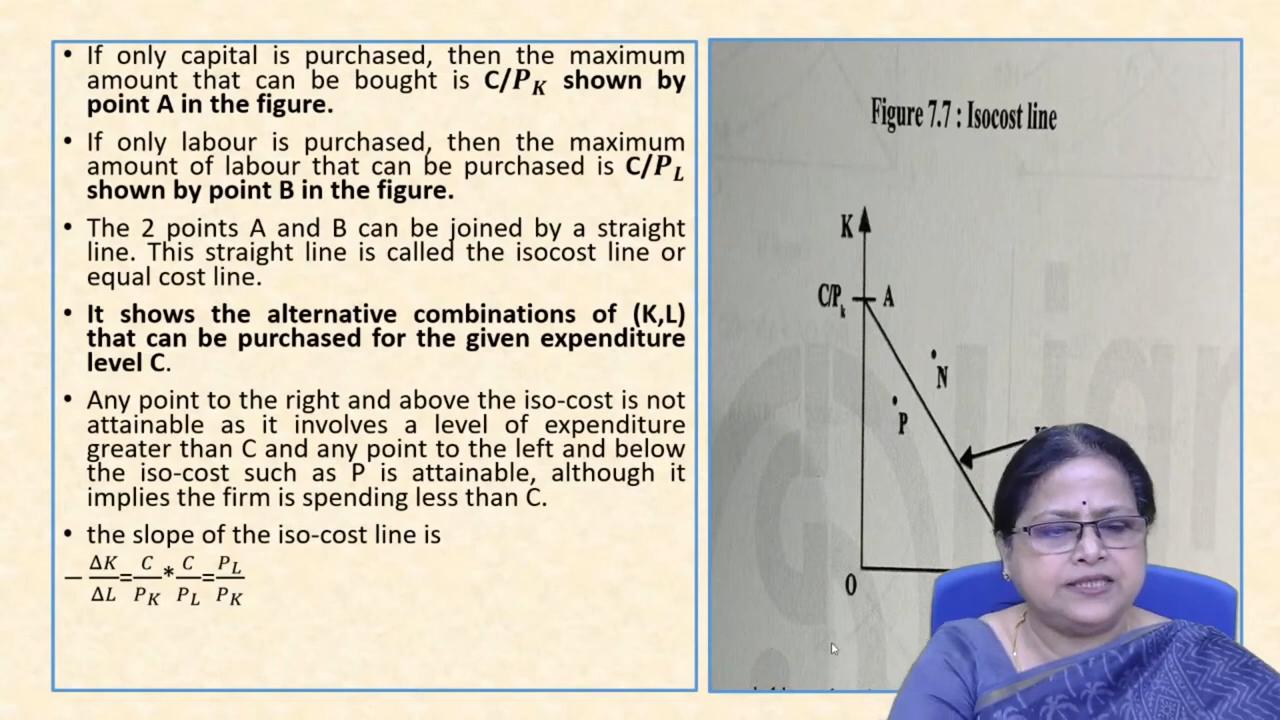 • If only capital is purchased, then the maximum
amount that can be bought is C/P_K shown by
point A in the figure.
• If only labour is purchased, then the maximum
amount of labour that can be purchased is C/P_L
shown by point B in the figure.
• The 2 points A and B can be joined by a straight
line. This straight line is called the isocost line or
equal cost line.
• It shows the alternative combinations of (K,L)
that can be purchased for the given expenditure
level C.
• Any point to the right and above the iso-cost is not
attainable as it involves a level of expenditure
greater than C and any point to the left and below
the iso-cost such as P is attainable, although it
implies the firm is spending less than C.
• the slope of the iso-cost line is
− ΔK/ΔL = C/P_K * C/P_L = P_L/P_K
Figure 7.7 : Isocost line
K
C/P_k A
N
P
O